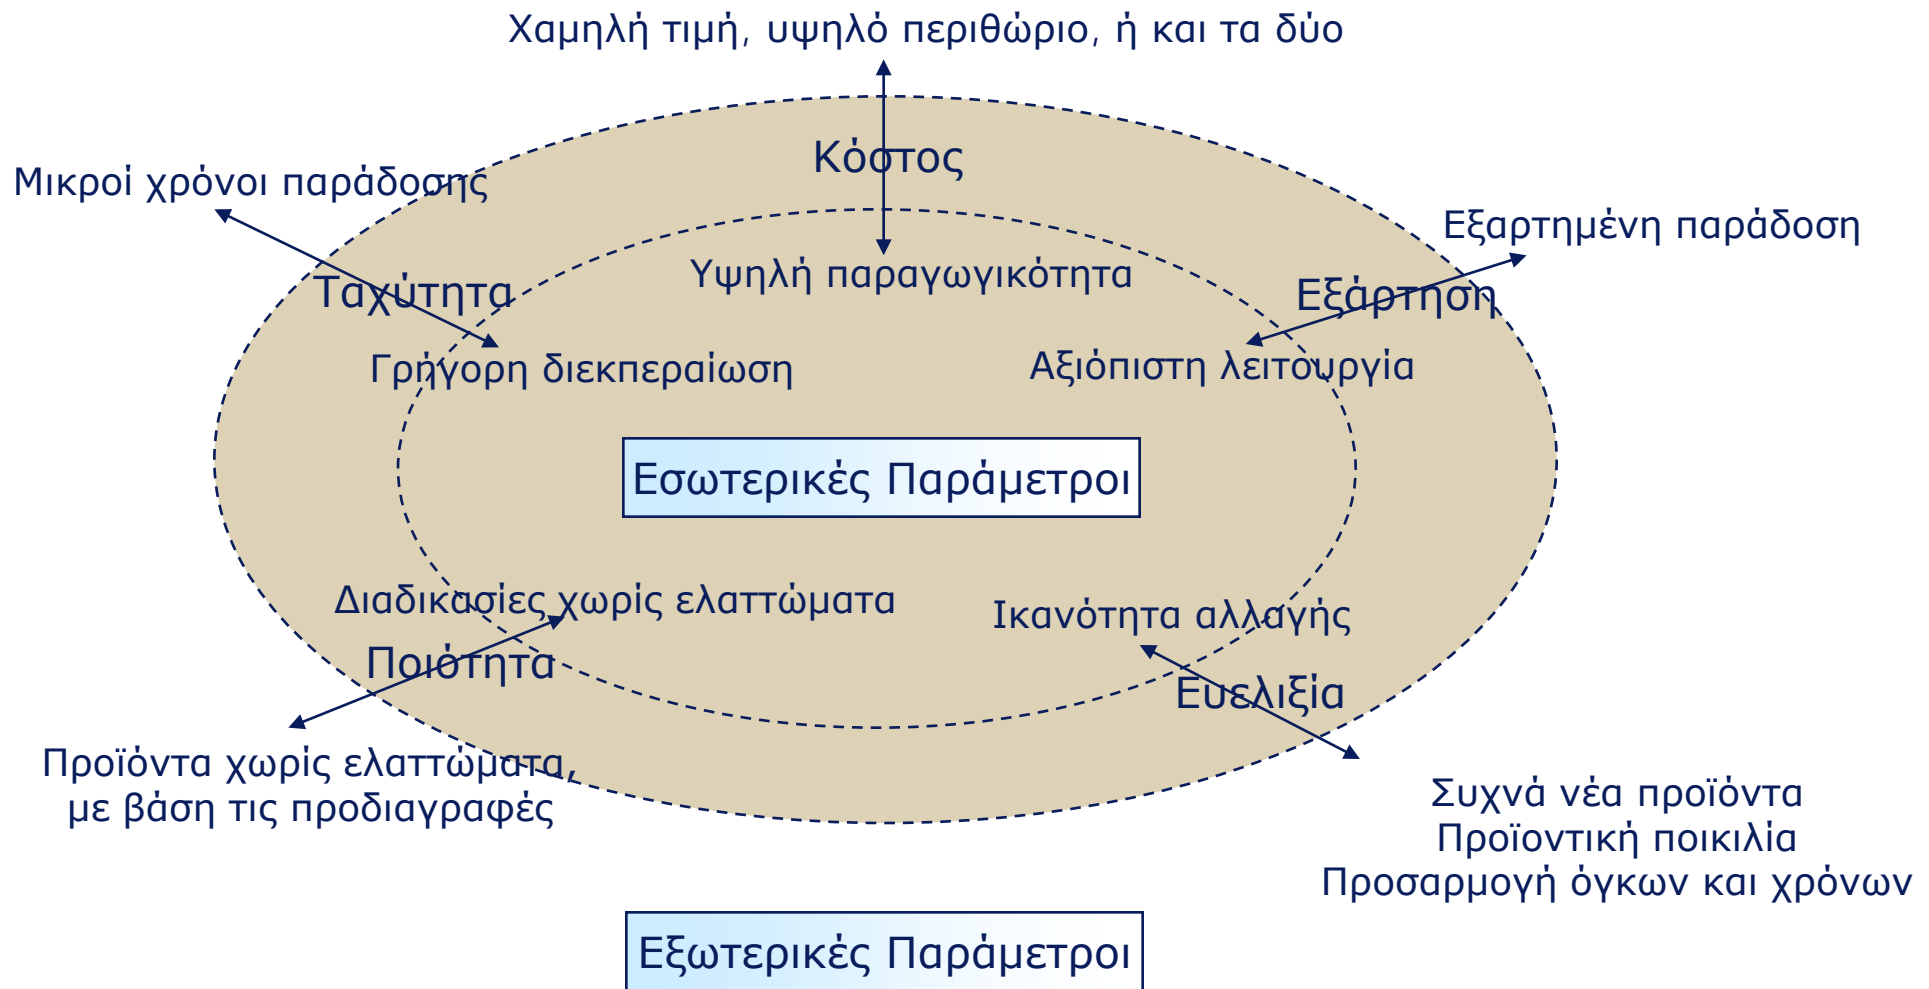 Χαμηλή τιμή, υψηλό περιθώριο, ή και τα δύο
Κόστος
Μικροί χρόνοι παράδοσης
Εξαρτημένη παράδοση
Υψηλή παραγωγικότητα
Ταχύτητα
Εξάρτηση
Γρήγορη διεκπεραίωση
Αξιόπιστη λειτουργία
Εσωτερικές Παράμετροι
Διαδικασίες χωρίς ελαττώματα
Ικανότητα αλλαγής
Ποιότητα
Ευελιξία
Προϊόντα χωρίς ελαττώματα,
με βάση τις προδιαγραφές
Συχνά νέα προϊόντα
Προϊοντική ποικιλία
Προσαρμογή όγκων και χρόνων
Εξωτερικές Παράμετροι